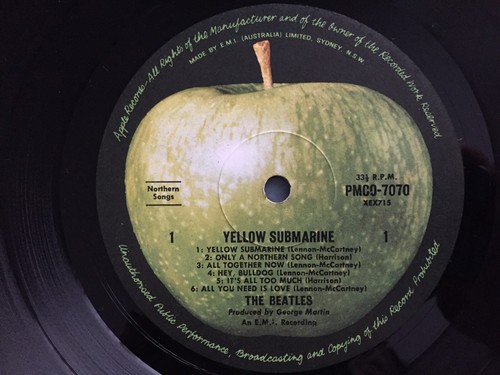 Apple Records-All Rights of the Manufacturer and of the Owner of the Recorded Work Reserved
MADE BY E.M.I. (AUSTRALIA) LIMITED, SYDNEY, N.S.W.
Northern
Songs
33⅓ R.P.M.
PMCO-7070
XEX715
1
YELLOW SUBMARINE
1
1: YELLOW SUBMARINE (Lennon-McCartney)
2: ONLY A NORTHERN SONG (Harrison)
3: ALL TOGETHER NOW (Lennon-McCartney)
4: HEY, BULLDOG (Lennon-McCartney)
5: IT'S ALL TOO MUCH (Harrison)
6: ALL YOU NEED IS LOVE (Lennon-McCartney)
THE BEATLES
Produced by George Martin
An E.M.I. Recording
Unauthorised Public Performance, Broadcasting and Copying of this Record Prohibited